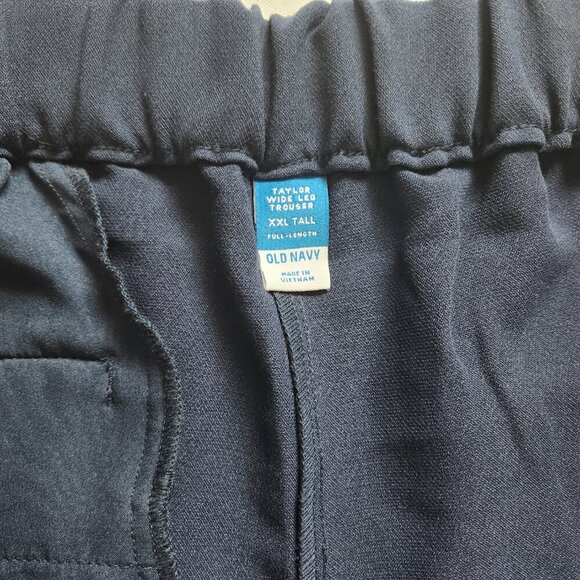 TAYLOR
WIDE LEG
TROUSER
XXL TALL
FULL-LENGTH
OLD NAVY
MADE IN
VIETNAM